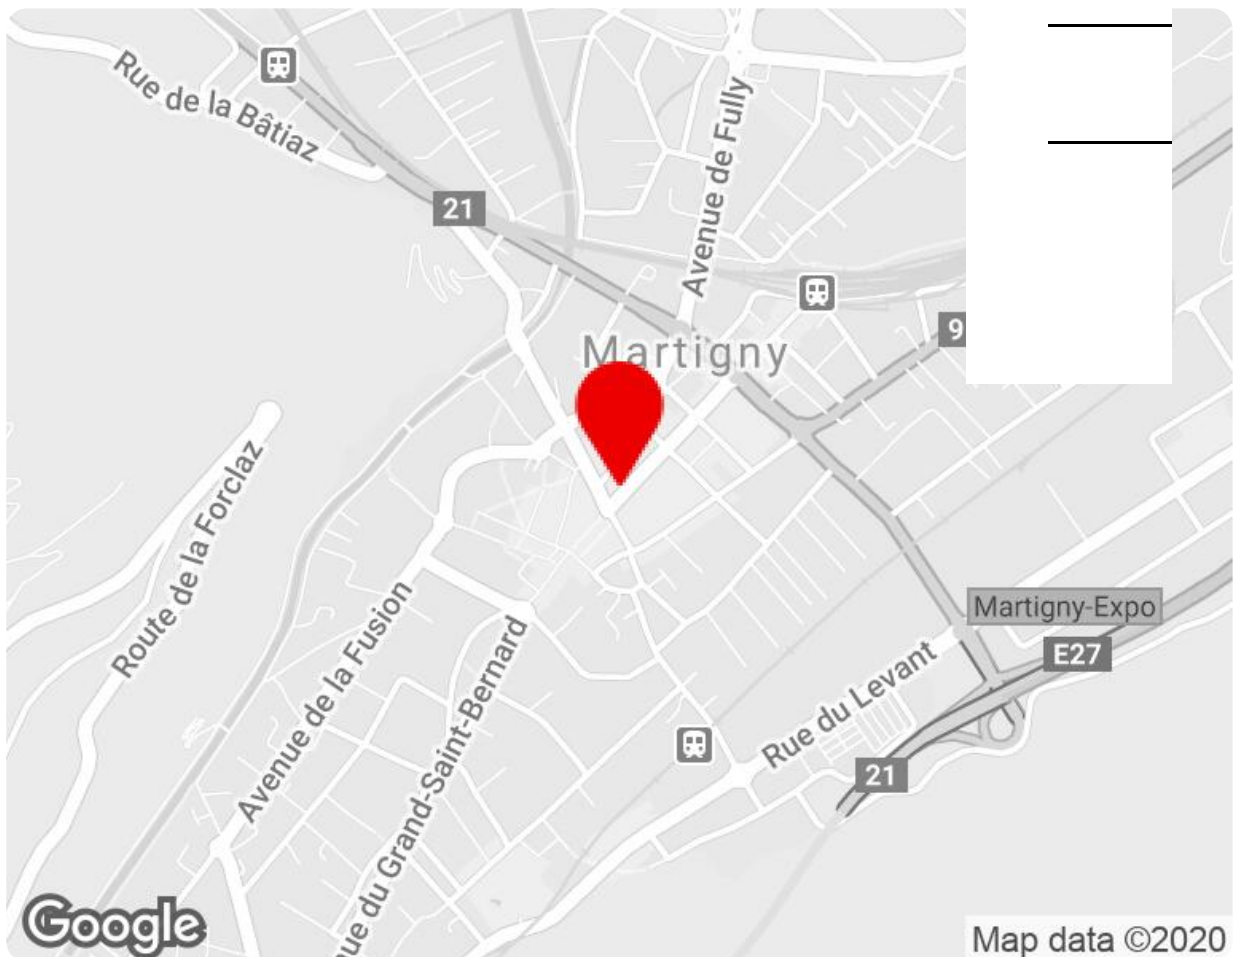 Rue de la Bâtiaz
21
Avenue de Fully
9
Martigny
Route de la Forclaz
Avenue de la Fusion
ue du Grand-Saint-Bernard
Martigny-Expo
E27
Rue du Levant
21
Google
Map data ©2020